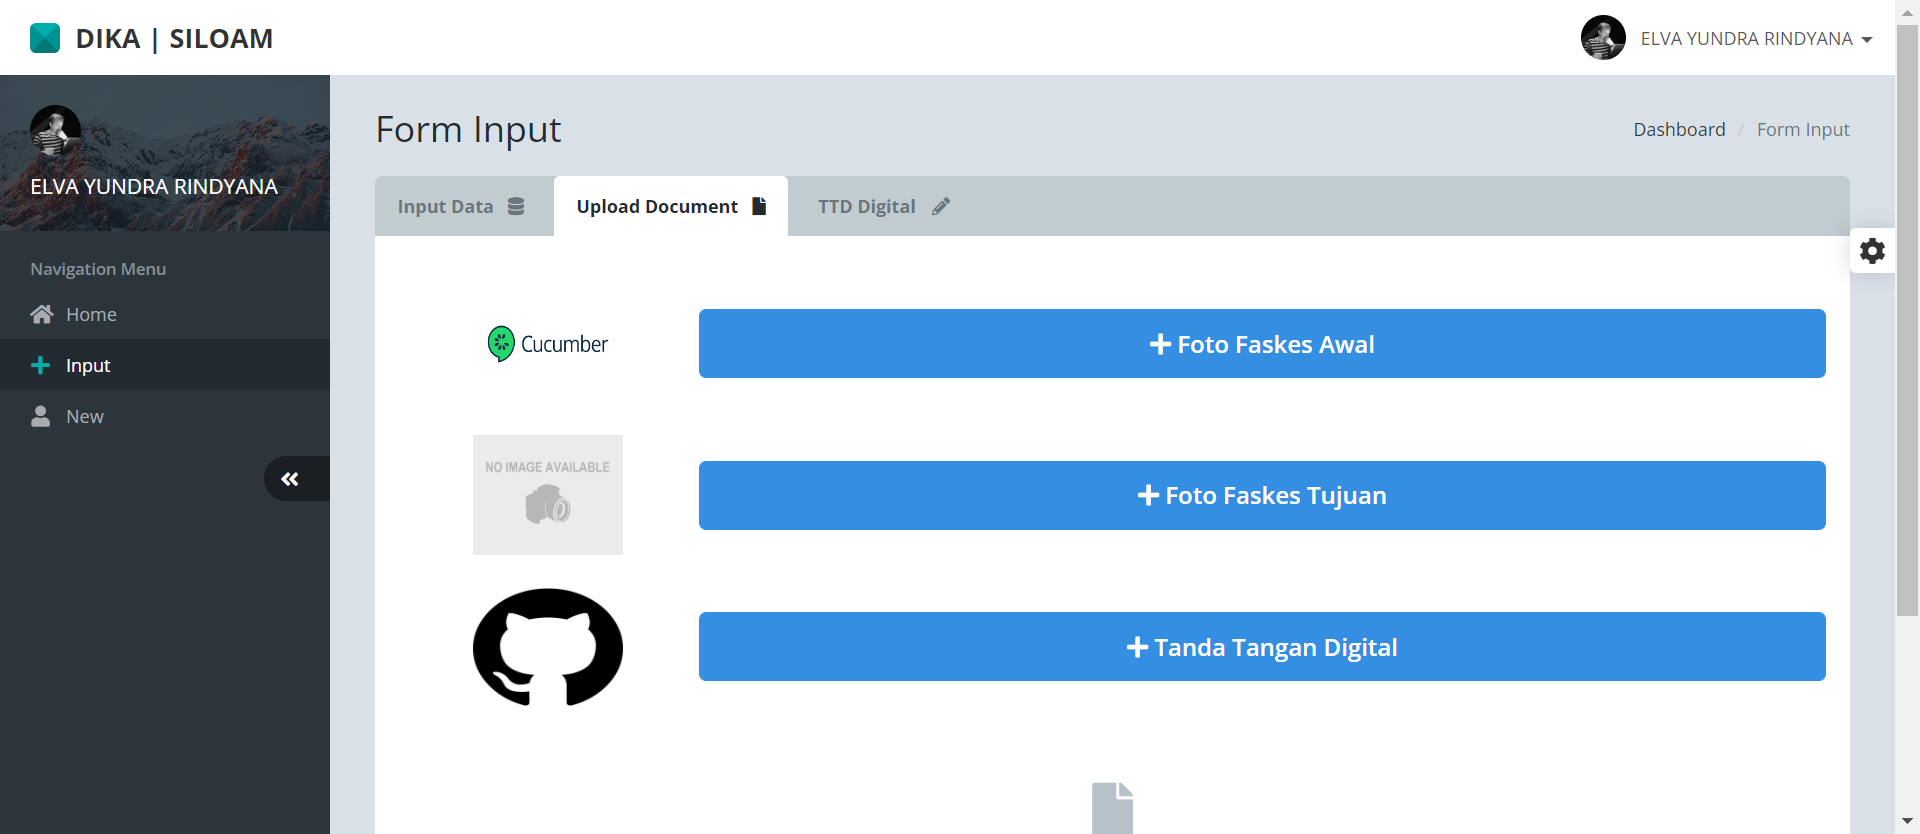 DIKA | SILOAM
ELVA YUNDRA RINDYANA
ELVA YUNDRA RINDYANA
Navigation Menu
Home
Input
New
Form Input
Dashboard / Form Input
Input Data
Upload Document
TTD Digital
Cucumber
Foto Faskes Awal
NO IMAGE AVAILABLE
Foto Faskes Tujuan
Tanda Tangan Digital